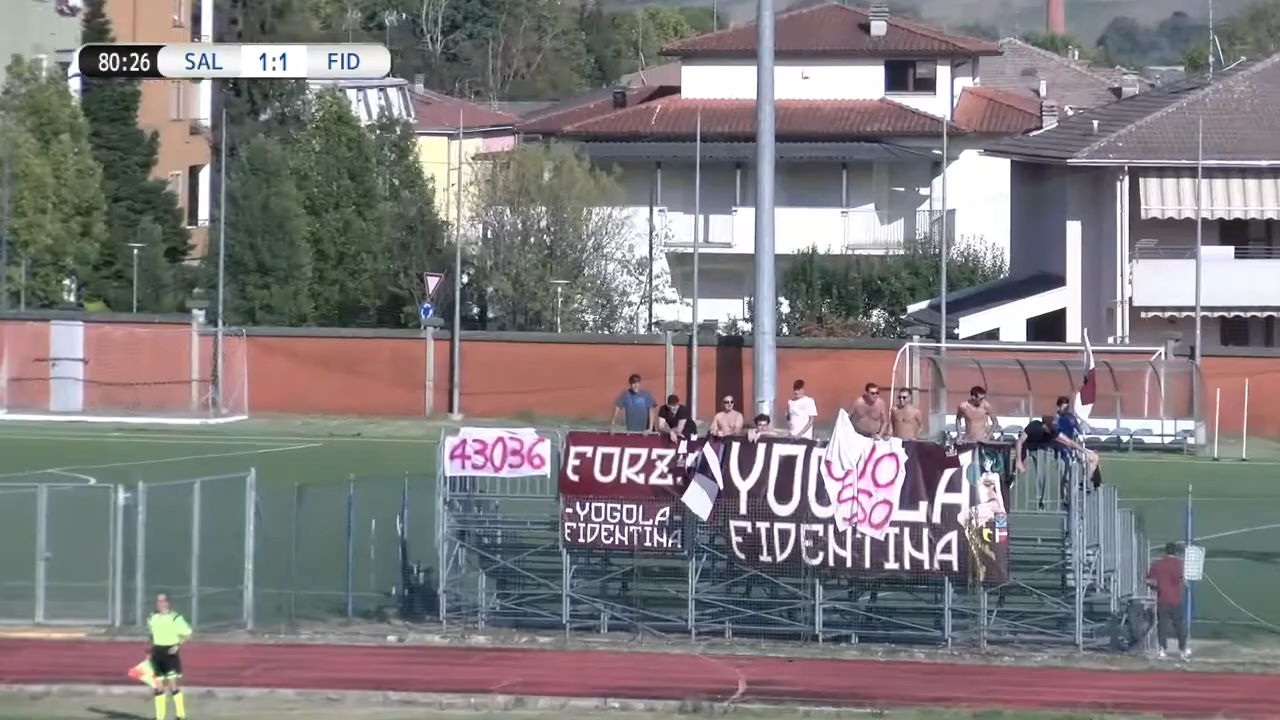 80:26 SAL 1:1 FID
43036
FORZ
YOGOLA
-YOGOLA-
FIDENTINA
FIDENTINA